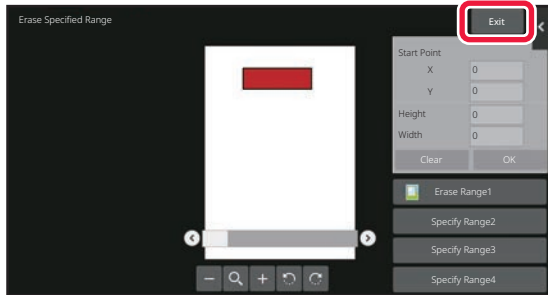 Erase Specified Range
Exit
Start Point
X 0
Y 0
Height 0
Width 0
Clear OK
Erase Range1
Specify Range2
Specify Range3
Specify Range4